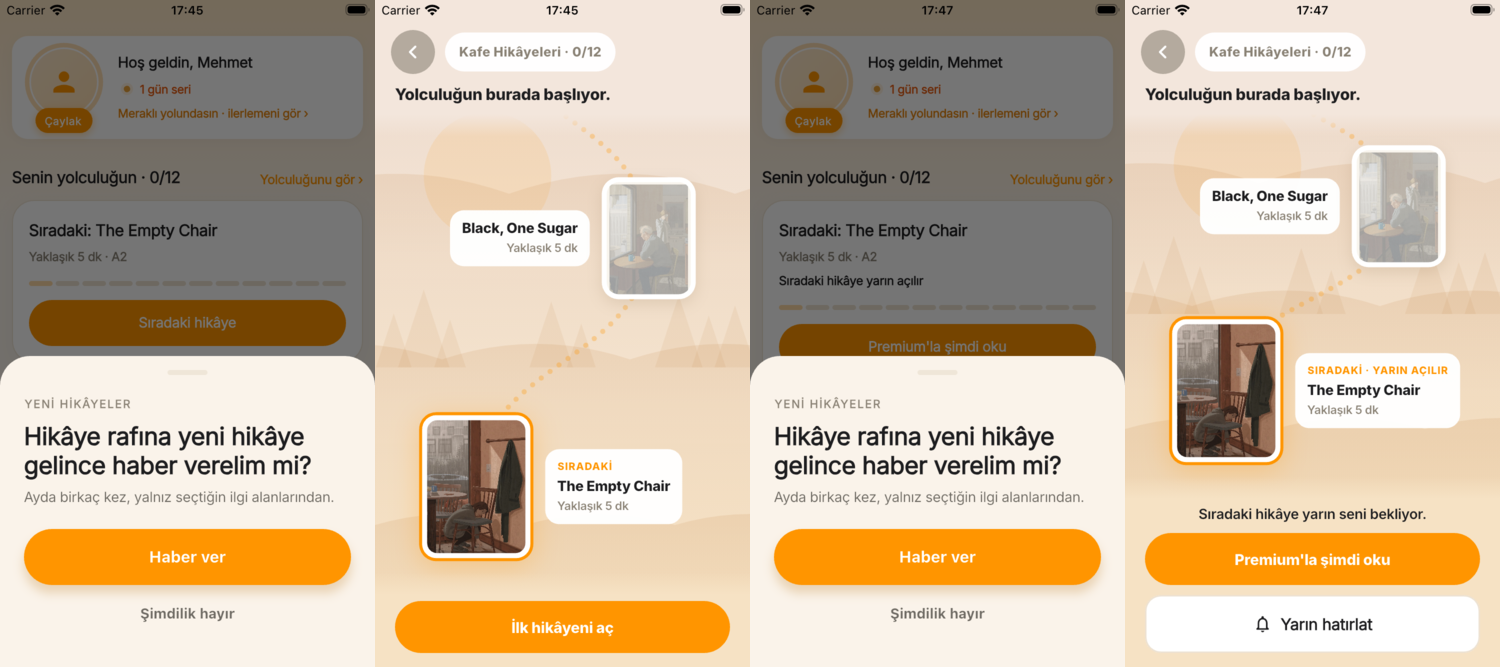 Carrier 17:45
Hoş geldin, Mehmet
1 gün seri
Meraklı yolundasın · ilerlemeni gör ›
Çaylak
Senin yolculuğun · 0/12
Yolculuğunu gör ›
Sıradaki: The Empty Chair
Yaklaşık 5 dk · A2
Sıradaki hikâye
YENİ HİKÂYELER
Hikâye rafına yeni hikâye
gelince haber verelim mi?
Ayda birkaç kez, yalnız seçtiğin ilgi alanlarından.
Haber ver
Şimdilik hayır
Carrier 17:45
Kafe Hikâyeleri · 0/12
Yolculuğun burada başlıyor.
Black, One Sugar
Yaklaşık 5 dk
SIRADAKİ
The Empty Chair
Yaklaşık 5 dk
İlk hikâyeni aç
Carrier 17:47
Hoş geldin, Mehmet
1 gün seri
Meraklı yolundasın · ilerlemeni gör ›
Çaylak
Senin yolculuğun · 0/12
Yolculuğunu gör ›
Sıradaki: The Empty Chair
Yaklaşık 5 dk · A2
Sıradaki hikâye yarın açılır
Premium'la şimdi oku
YENİ HİKÂYELER
Hikâye rafına yeni hikâye
gelince haber verelim mi?
Ayda birkaç kez, yalnız seçtiğin ilgi alanlarından.
Haber ver
Şimdilik hayır
Carrier 17:47
Kafe Hikâyeleri · 0/12
Yolculuğun burada başlıyor.
Black, One Sugar
Yaklaşık 5 dk
SIRADAKİ · YARIN AÇILIR
The Empty Chair
Yaklaşık 5 dk
Sıradaki hikâye yarın seni bekliyor.
Premium'la şimdi oku
Yarın hatırlat